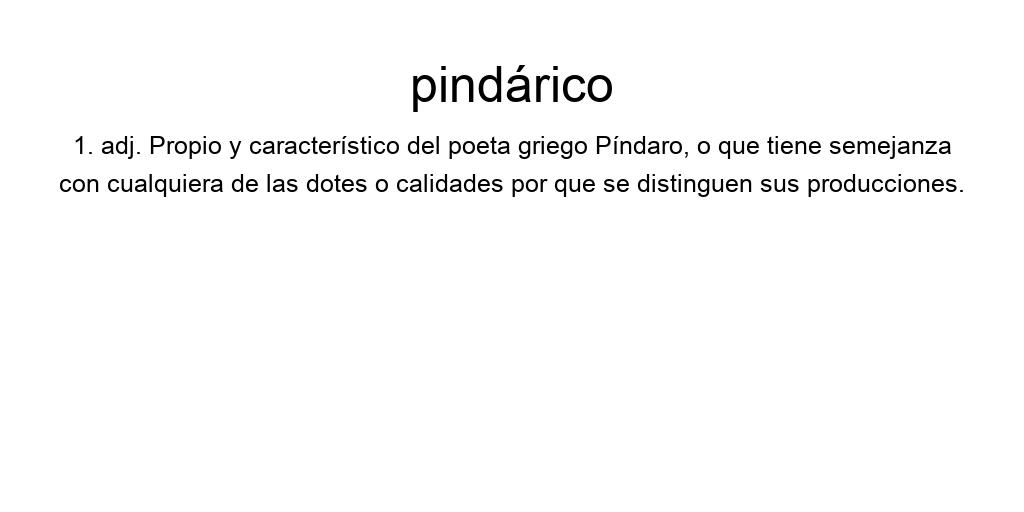 pindárico
1. adj. Propio y característico del poeta griego Píndaro, o que tiene semejanza
con cualquiera de las dotes o calidades por que se distinguen sus producciones.